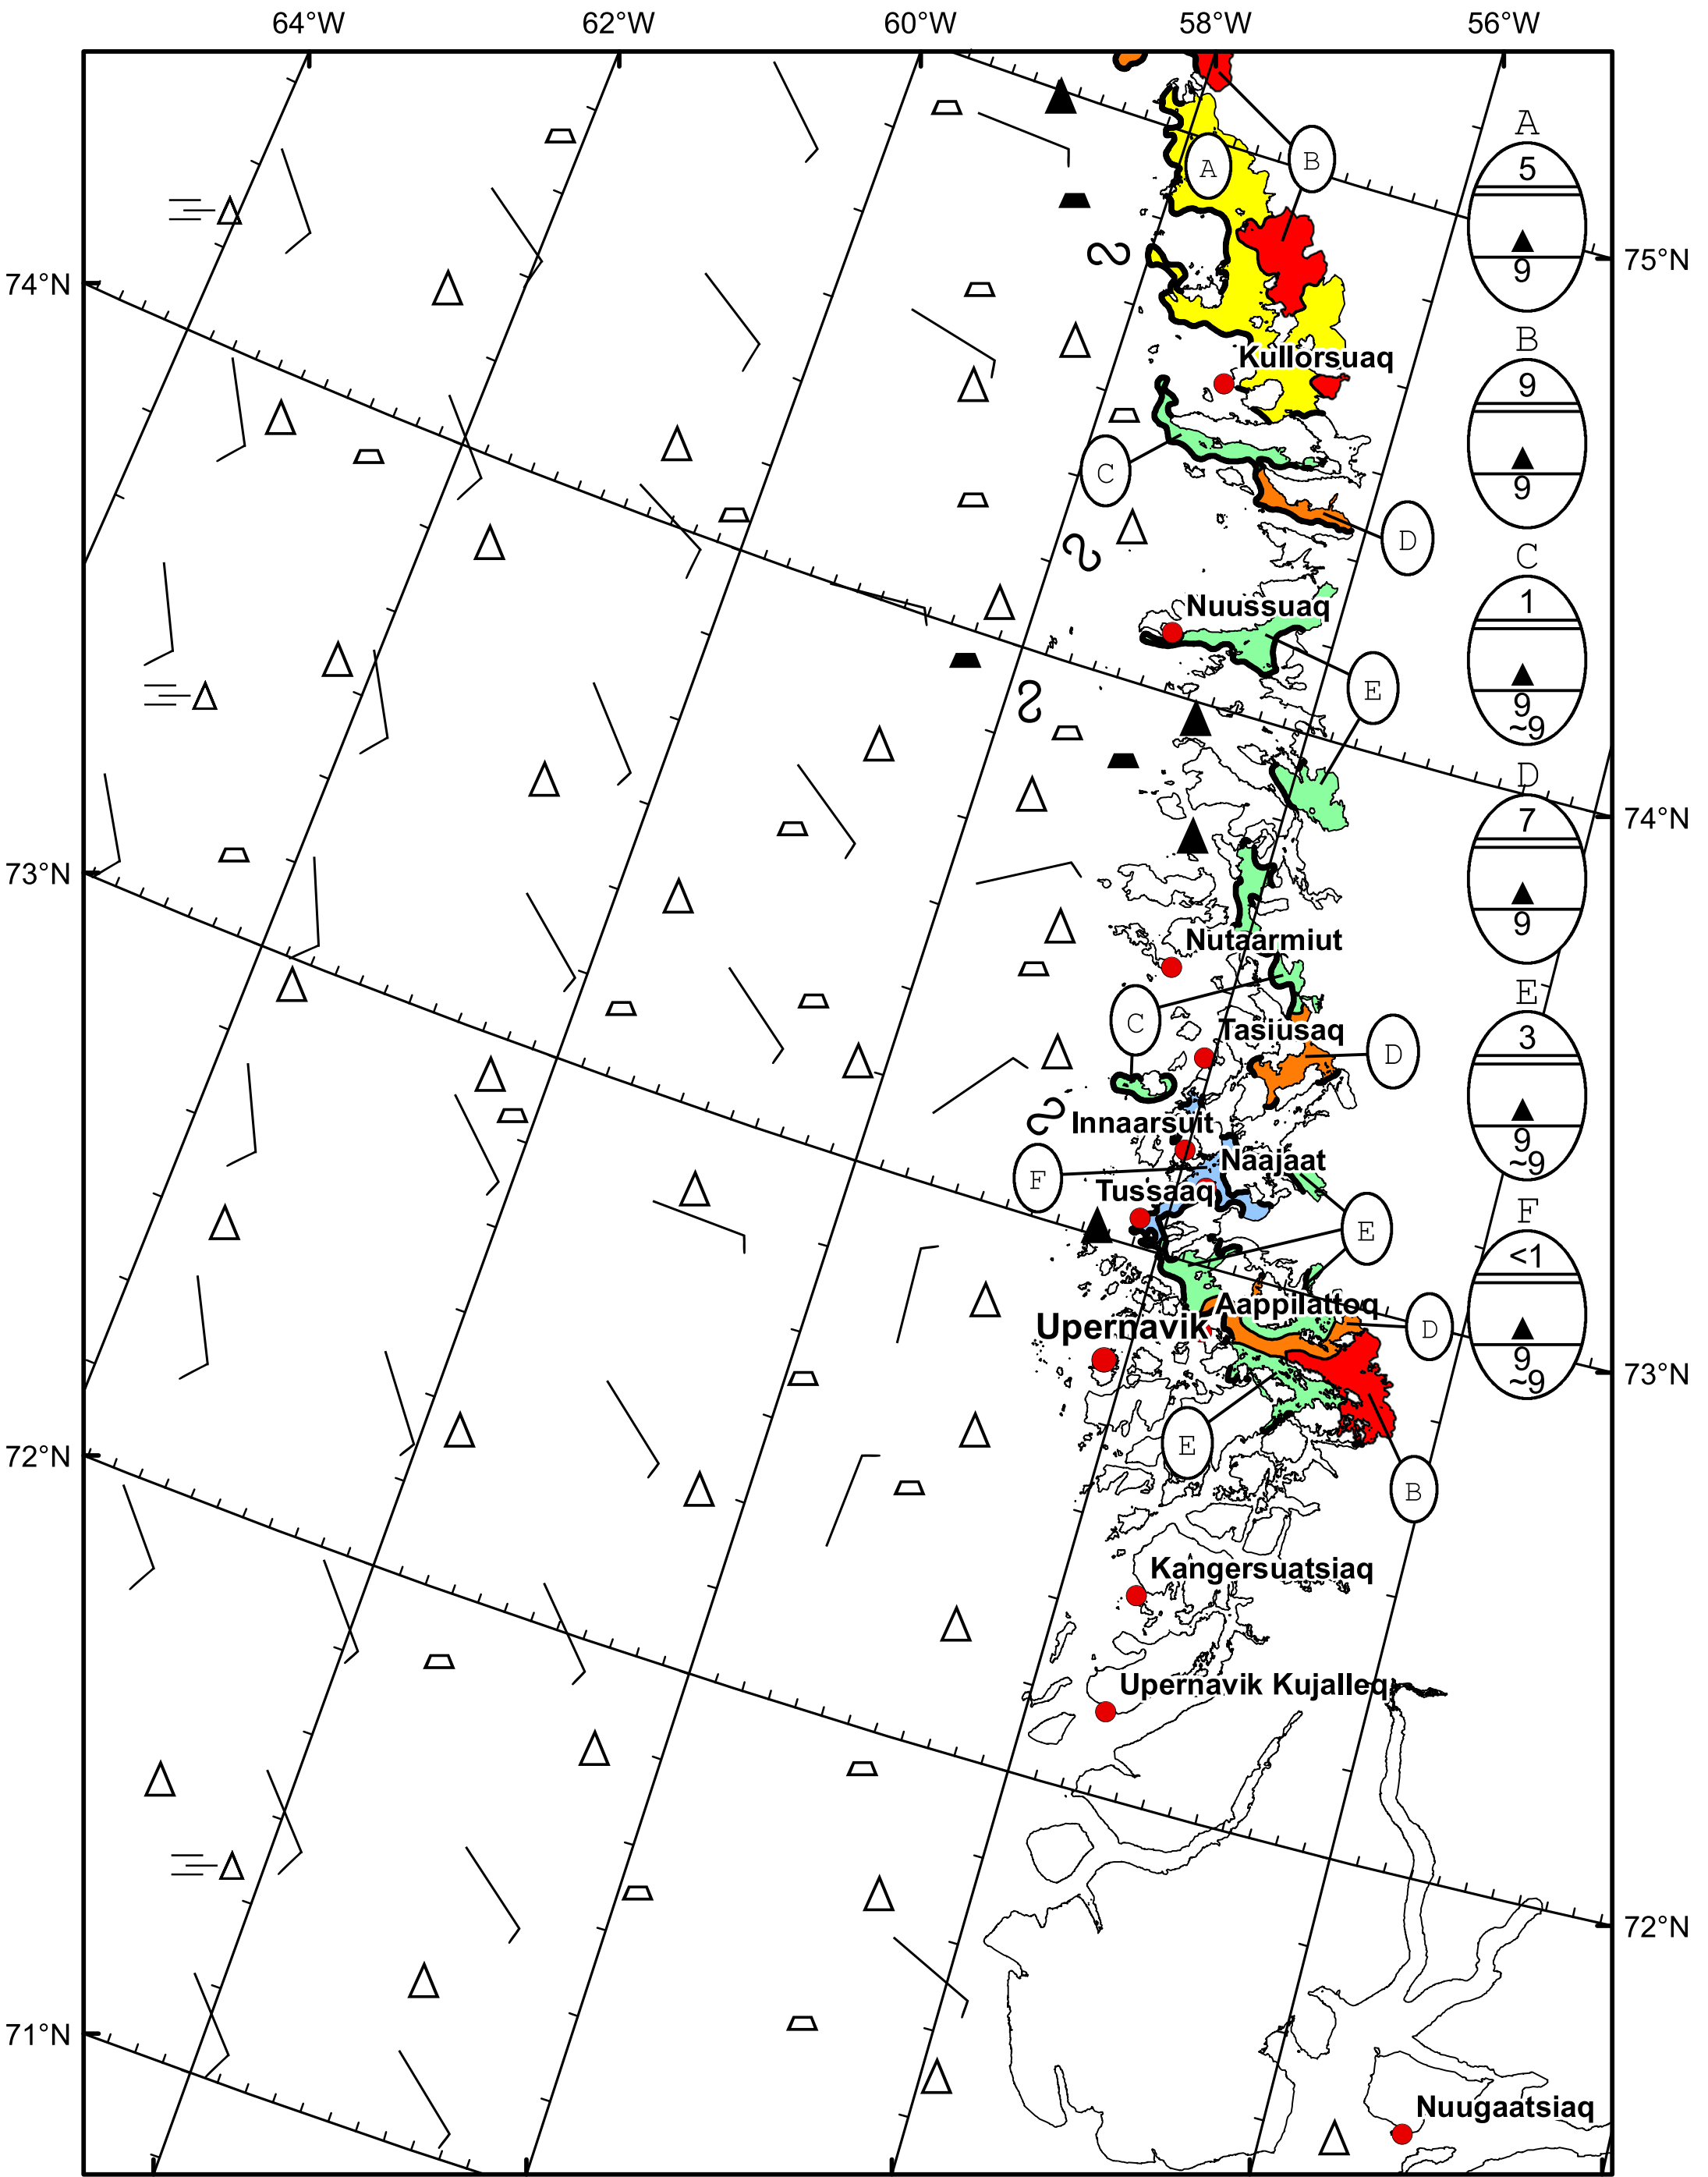 64°W 62°W 60°W 58°W 56°W
A
5
A B
9
75°N
74°N
B
Kullorsuaq
9
9
C
C
D
1
Nuussuaq
9
E
~9
D
74°N
7
73°N
9
Nutaarmiut
E
C
Tasiusaq
D
3
Innaarsuit
9
Naajaat
~9
F
Tussaaq
F
E
<1
Aappilattoq
Upernavik
D
9
73°N
~9
E
72°N
B
Kangersuatsiaq
Upernavik Kujalleq
72°N
71°N
Nuugaatsiaq